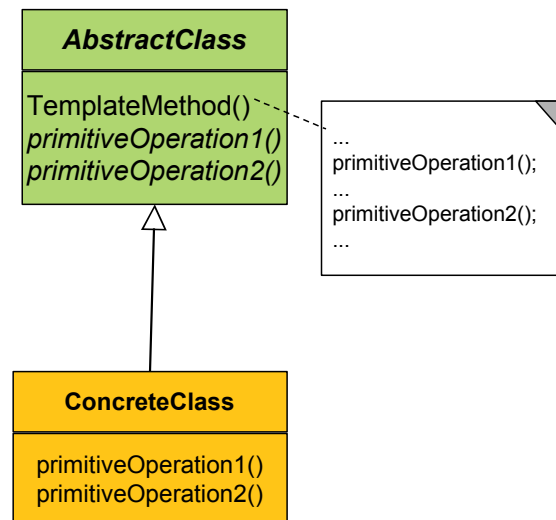 AbstractClass
TemplateMethod()
primitiveOperation1()
primitiveOperation2()
...
primitiveOperation1();
...
primitiveOperation2();
...
ConcreteClass
primitiveOperation1()
primitiveOperation2()